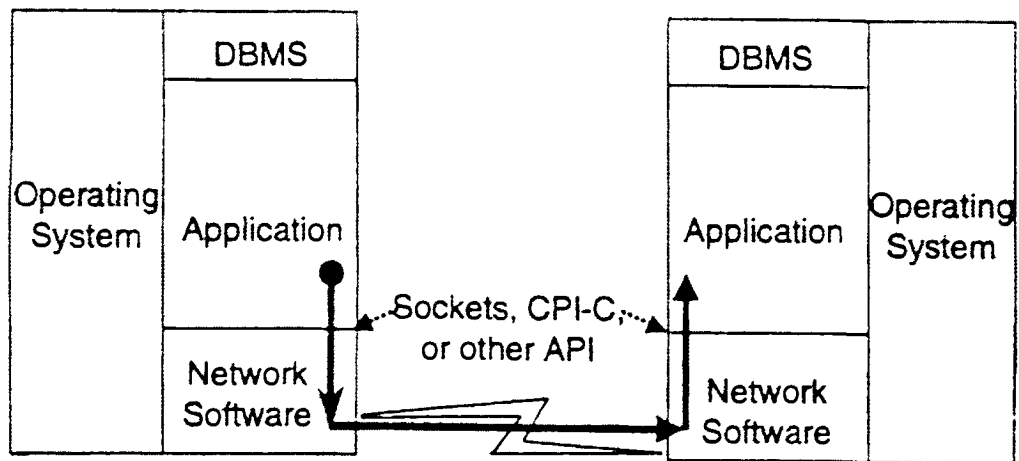 DBMS
Operating
System
Application
Network
Software
Sockets, CPI-C,
or other API
DBMS
Application
Operating
System
Network
Software